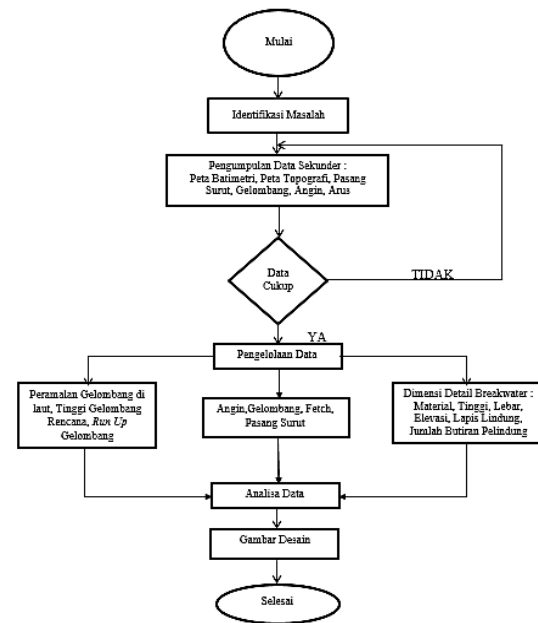 Mulai
Identifikasi Masalah
Pengumpulan Data Sekunder :
Peta Batimetri, Peta Topografi, Pasang
Surut, Gelombang, Angin, Arus
Data
Cukup
TIDAK
YA
Pengelolaan Data
Peramalan Gelombang di
laut, Tinggi Gelombang
Rencana, Run Up
Gelombang
Angin,Gelombang, Fetch,
Pasang Surut
Dimensi Detail Breakwater :
Material, Tinggi, Lebar,
Elevasi, Lapis Lindung,
Jumlah Butiran Pelindung
Analisa Data
Gambar Desain
Selesai